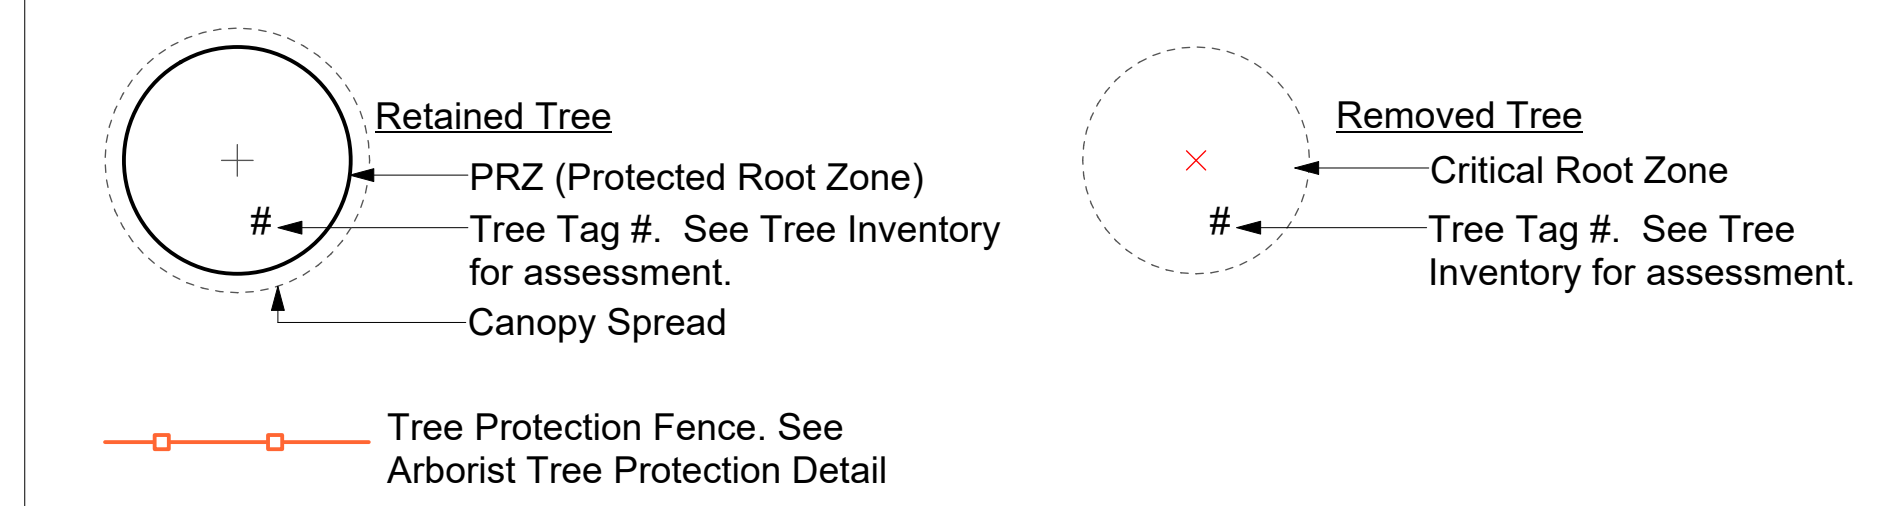 Retained Tree
PRZ (Protected Root Zone)
#
Tree Tag #.  See Tree Inventory
for assessment.
Canopy Spread
Removed Tree
Critical Root Zone
#
Tree Tag #.  See Tree
Inventory for assessment.
Tree Protection Fence. See
Arborist Tree Protection Detail